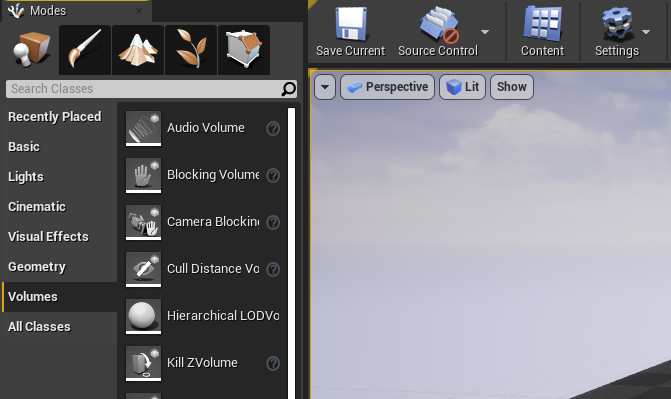 Modes
Save Current
Source Control
Content
Settings
Search Classes
Perspective
Lit
Show
Recently Placed
Basic
Lights
Cinematic
Visual Effects
Geometry
Volumes
All Classes
Audio Volume
Blocking Volume
Camera Blocking
Cull Distance Vo
Hierarchical LODVo
Kill ZVolume